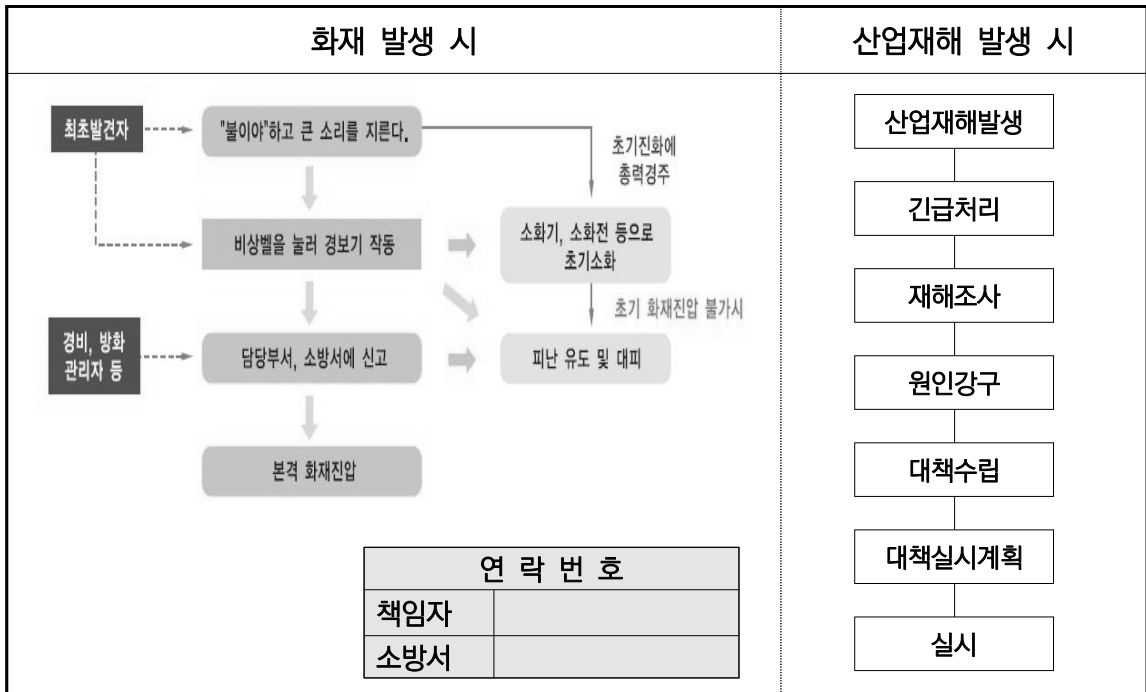 화재 발생 시
최초발견자
"불이야"하고 큰 소리를 지른다.
초기진화에
총력경주
비상벨을 눌러 경보기 작동
소화기, 소화전 등으로
초기소화
초기 화재진압 불가시
경비, 방화
관리자 등
담당부서, 소방서에 신고
피난 유도 및 대피
본격 화재진압
연 락 번 호
책임자
소방서
산업재해 발생 시
산업재해발생
긴급처리
재해조사
원인강구
대책수립
대책실시계획
실시